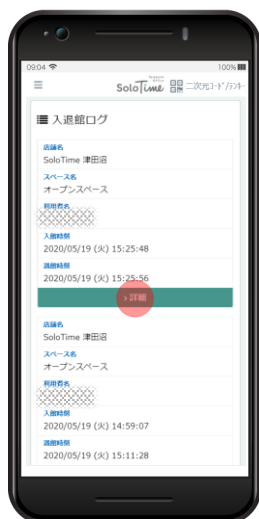 09:04 100%
SoloTime 二次元ｺｰﾄﾞ/ﾃﾝｷｰ
入退館ログ
店舗名
SoloTime 津田沼
スペース名
オープンスペース
利用者名
入館時刻
2020/05/19 (火) 15:25:48
退館時刻
2020/05/19 (火) 15:25:56
› 詳細
店舗名
SoloTime 津田沼
スペース名
オープンスペース
利用者名
入館時刻
2020/05/19 (火) 14:59:07
退館時刻
2020/05/19 (火) 15:11:28